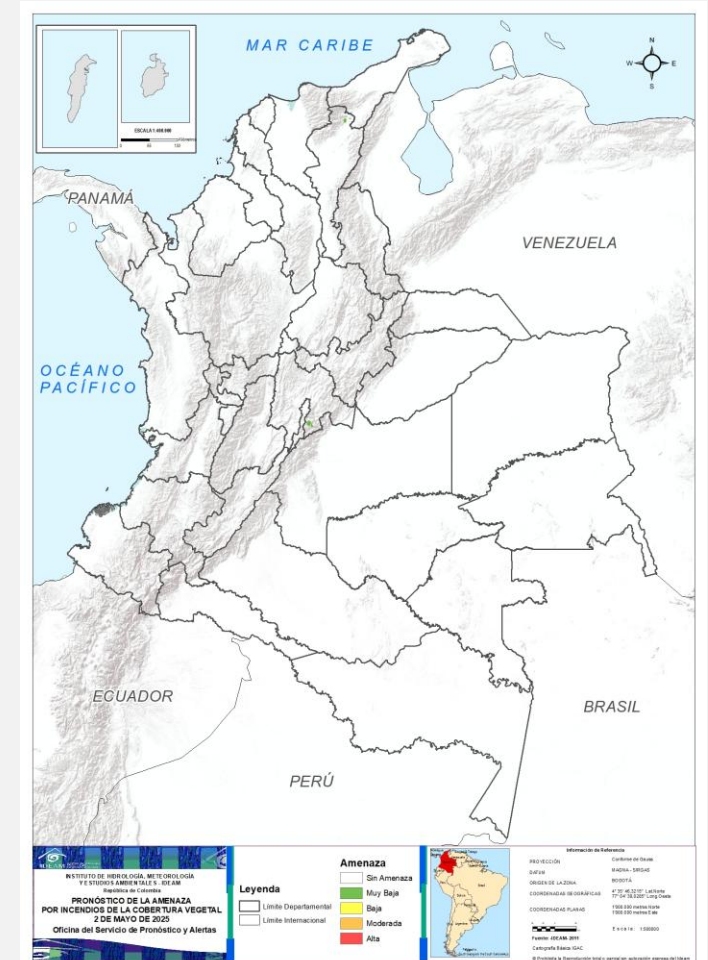 MAR CARIBE
N
W
E
S
ESCALA 1:400.000
PANAMÁ
VENEZUELA
OCÉANO
PACÍFICO
ECUADOR
BRASIL
PERÚ
IDEAM
INSTITUTO DE HIDROLOGÍA, METEOROLOGÍA
Y ESTUDIOS AMBIENTALES - IDEAM
República de Colombia
PRONÓSTICO DE LA AMENAZA
POR INCENDIOS DE LA COBERTURA VEGETAL
2 DE MAYO DE 2025
Oficina del Servicio de Pronóstico y Alertas
Leyenda
Límite Departamental
Límite Internacional
Amenaza
Sin Amenaza
Muy Baja
Baja
Moderada
Alta
Información de Referencia
PROYECCIÓN
Conforme de Gauss
DATUM
MAGNA - SIRGAS
ORIGEN DE LA ZONA
BOGOTÁ
COORDENADAS GEOGRÁFICAS
COORDENADAS PLANAS
1'000.000 metros Norte
1'000.000 metros Este
Fuente: IDEAM 2011
Cartografía Básica IGAC